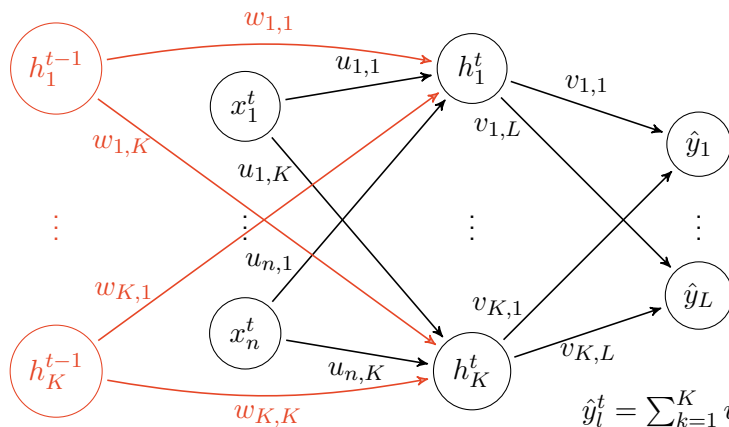 w_{1,1}
h_1^{t-1}
h_1^t
u_{1,1}
v_{1,1}
x_1^t
v_{1,L}
w_{1,K}
ŷ_1
u_{1,K}
⋮ ⋮ ⋮ ⋮
u_{n,1}
w_{K,1}
v_{K,1}
ŷ_L
x_n^t
v_{K,L}
u_{n,K}
h_K^{t-1}
h_K^t
w_{K,K}
ŷ_l^t = ∑_{k=1}^K